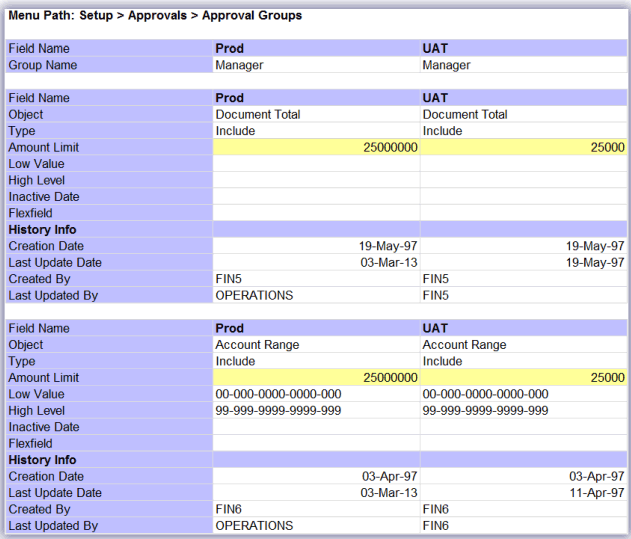 Menu Path: Setup > Approvals > Approval Groups
Field Name Prod UAT
Group Name Manager Manager
Field Name Prod UAT
Object Document Total Document Total
Type Include Include
Amount Limit 25000000 25000
Low Value
High Level
Inactive Date
Flexfield
History Info
Creation Date 19-May-97 19-May-97
Last Update Date 03-Mar-13 19-May-97
Created By FIN5 FIN5
Last Updated By OPERATIONS FIN5
Field Name Prod UAT
Object Account Range Account Range
Type Include Include
Amount Limit 25000000 25000
Low Value 00-000-0000-0000-000 00-000-0000-0000-000
High Level 99-999-9999-9999-999 99-999-9999-9999-999
Inactive Date
Flexfield
History Info
Creation Date 03-Apr-97 03-Apr-97
Last Update Date 03-Mar-13 11-Apr-97
Created By FIN6 FIN6
Last Updated By OPERATIONS FIN6